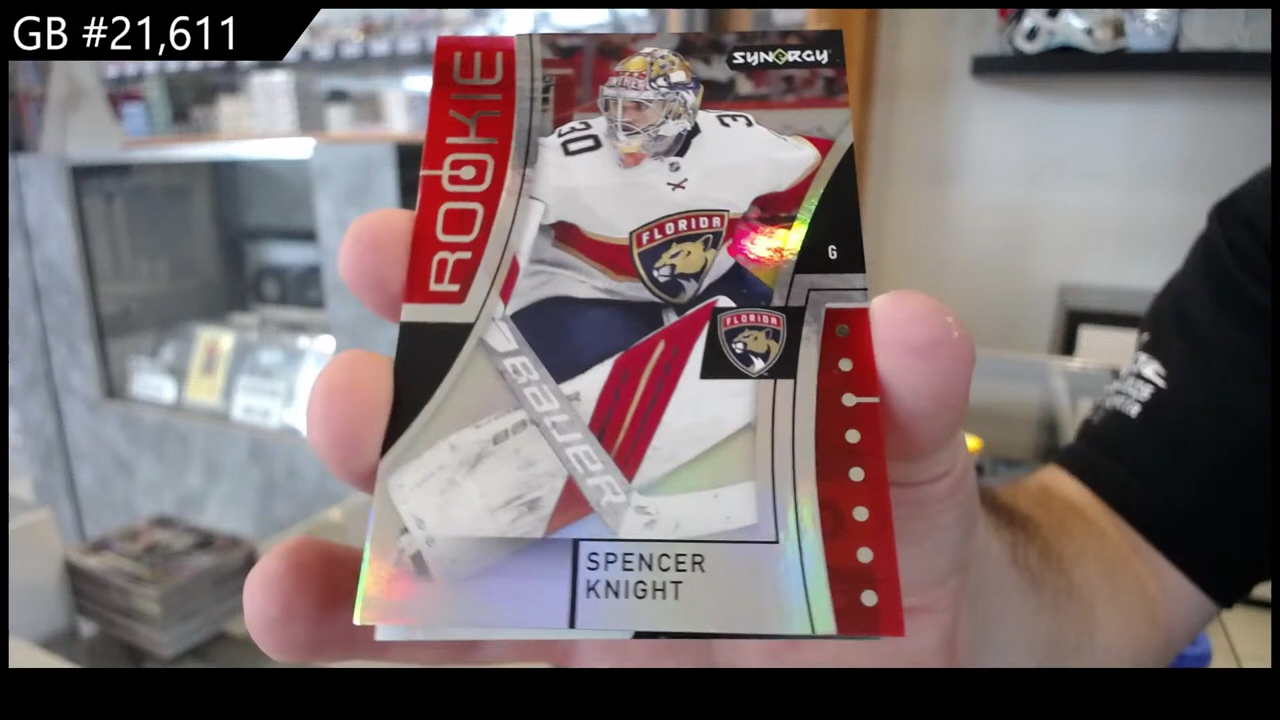 GB #21,611
ROOKIE
SYNERGY
30
3
FLORIDA
G
FLORIDA
BAUER
SPENCER
KNIGHT